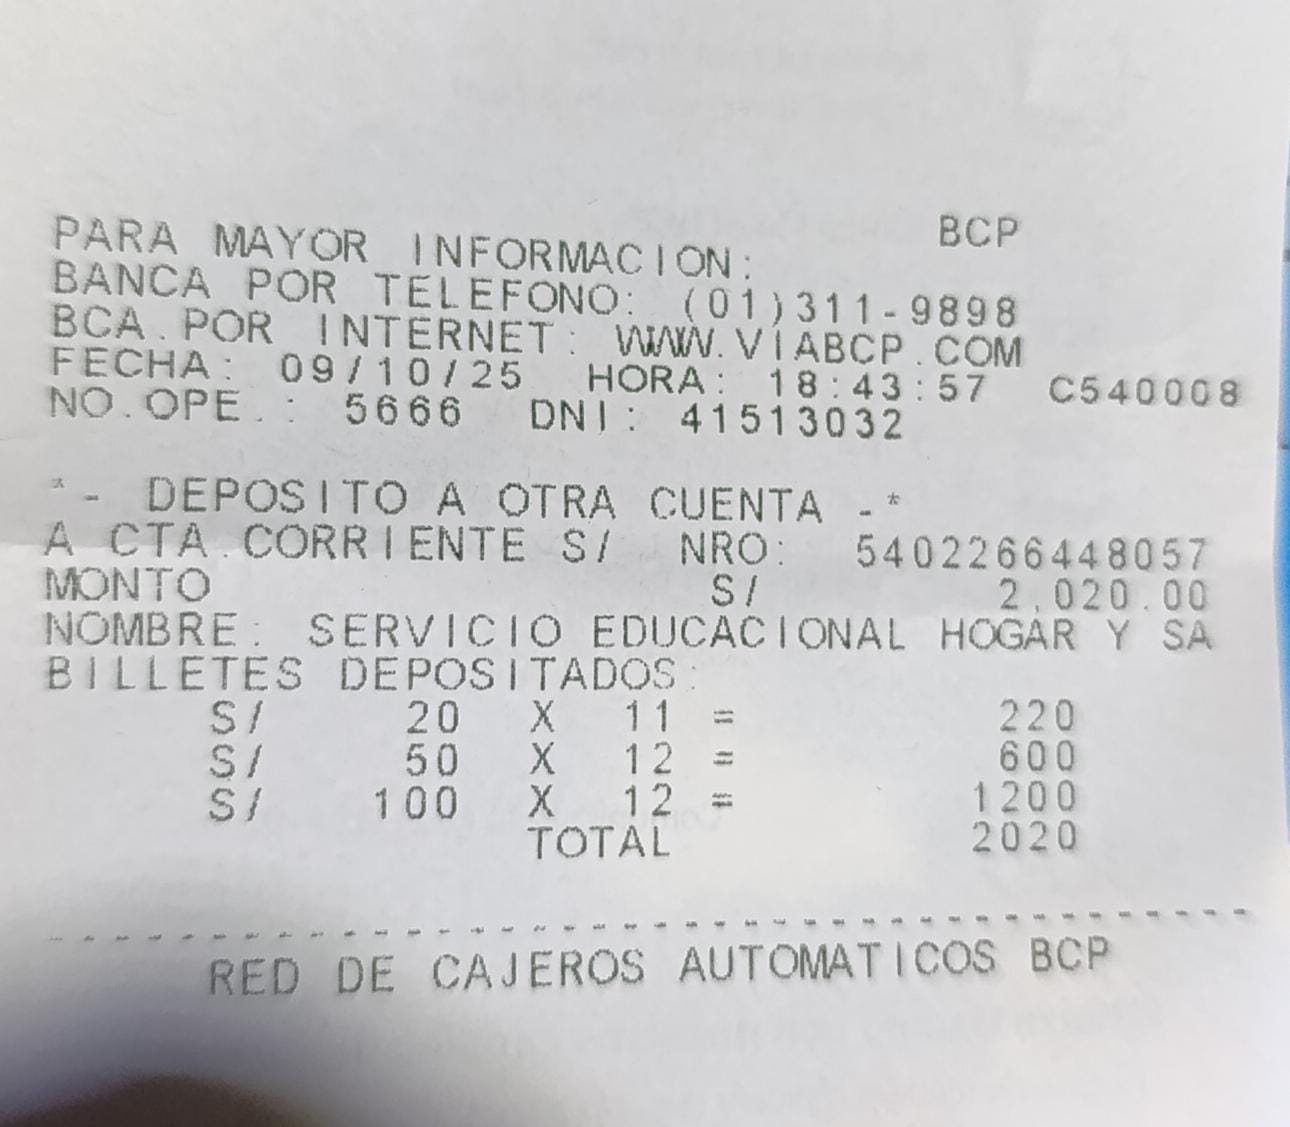 BCP
PARA MAYOR INFORMACION:
BANCA POR TELEFONO: (01)311-9898
BCA.POR INTERNET: WWW.VIABCP.COM
FECHA: 09/10/25 HORA: 18:43:57 C540008
NO.OPE.: 5666 DNI: 41513032
*- DEPOSITO A OTRA CUENTA -*
A CTA.CORRIENTE S/ NRO: 5402266448057
MONTO S/ 2,020.00
NOMBRE: SERVICIO EDUCACIONAL HOGAR Y SA
BILLETES DEPOSITADOS:
S/ 20 X 11 = 220
S/ 50 X 12 = 600
S/ 100 X 12 = 1200
TOTAL 2020
--------------------------------------
RED DE CAJEROS AUTOMATICOS BCP